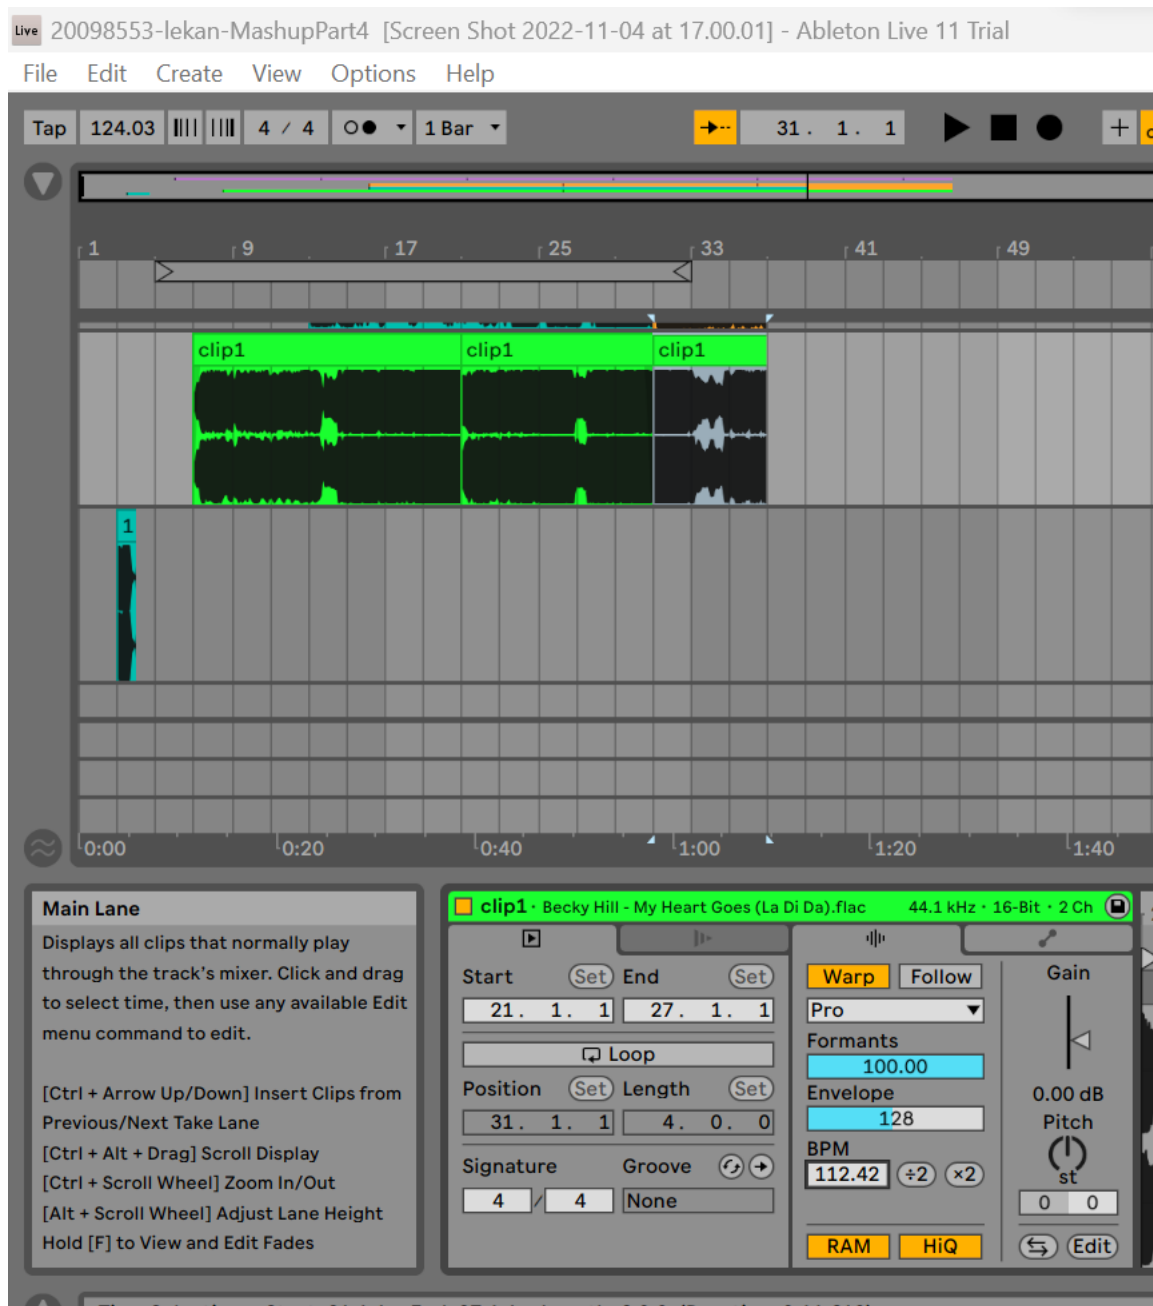 Live 20098553-lekan-MashupPart4 [Screen Shot 2022-11-04 at 17.00.01] - Ableton Live 11 Trial
File Edit Create View Options Help
Tap 124.03 4 / 4 1 Bar 31. 1. 1 +
1 9 17 25 33 41 49
clip1 clip1 clip1
1
0:00 0:20 0:40 1:00 1:20 1:40
Main Lane
Displays all clips that normally play
through the track's mixer. Click and drag
to select time, then use any available Edit
menu command to edit.
[Ctrl + Arrow Up/Down] Insert Clips from
Previous/Next Take Lane
[Ctrl + Alt + Drag] Scroll Display
[Ctrl + Scroll Wheel] Zoom In/Out
[Alt + Scroll Wheel] Adjust Lane Height
Hold [F] to View and Edit Fades
clip1 · Becky Hill - My Heart Goes (La Di Da).flac 44.1 kHz · 16-Bit · 2 Ch
Start Set End Set
21. 1. 1 27. 1. 1
Loop
Position Set Length Set
31. 1. 1 4. 0. 0
Signature Groove
4 / 4 None
Warp Follow
Pro
Formants
100.00
Envelope
128
BPM
112.42 ÷2 ×2
RAM HiQ
Gain
0.00 dB
Pitch
st
0 0
Edit